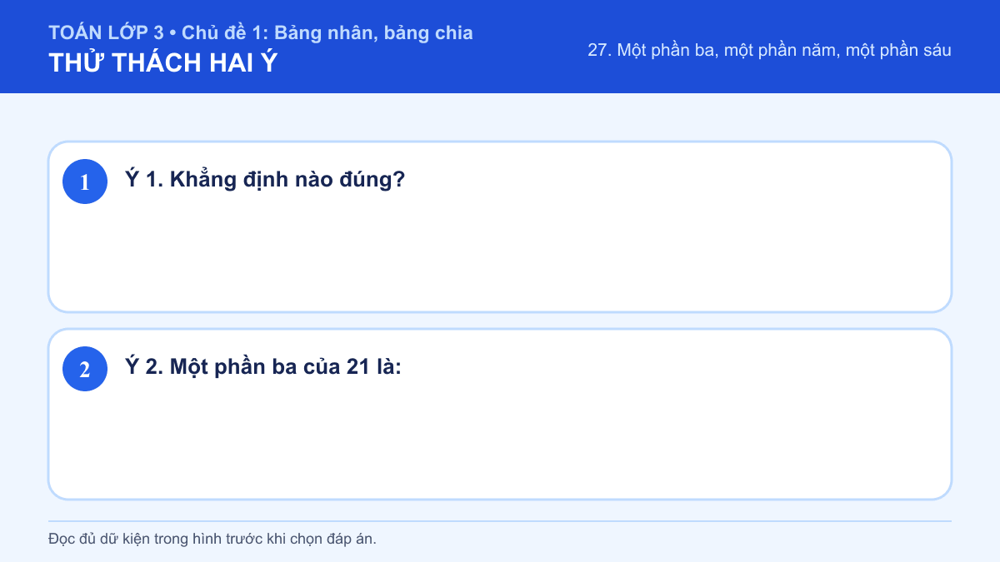 TOÁN LỚP 3 • Chủ đề 1: Bảng nhân, bảng chia
THỬ THÁCH HAI Ý
27. Một phần ba, một phần năm, một phần sáu
1
Ý 1. Khẳng định nào đúng?
2
Ý 2. Một phần ba của 21 là:
Đọc đủ dữ kiện trong hình trước khi chọn đáp án.